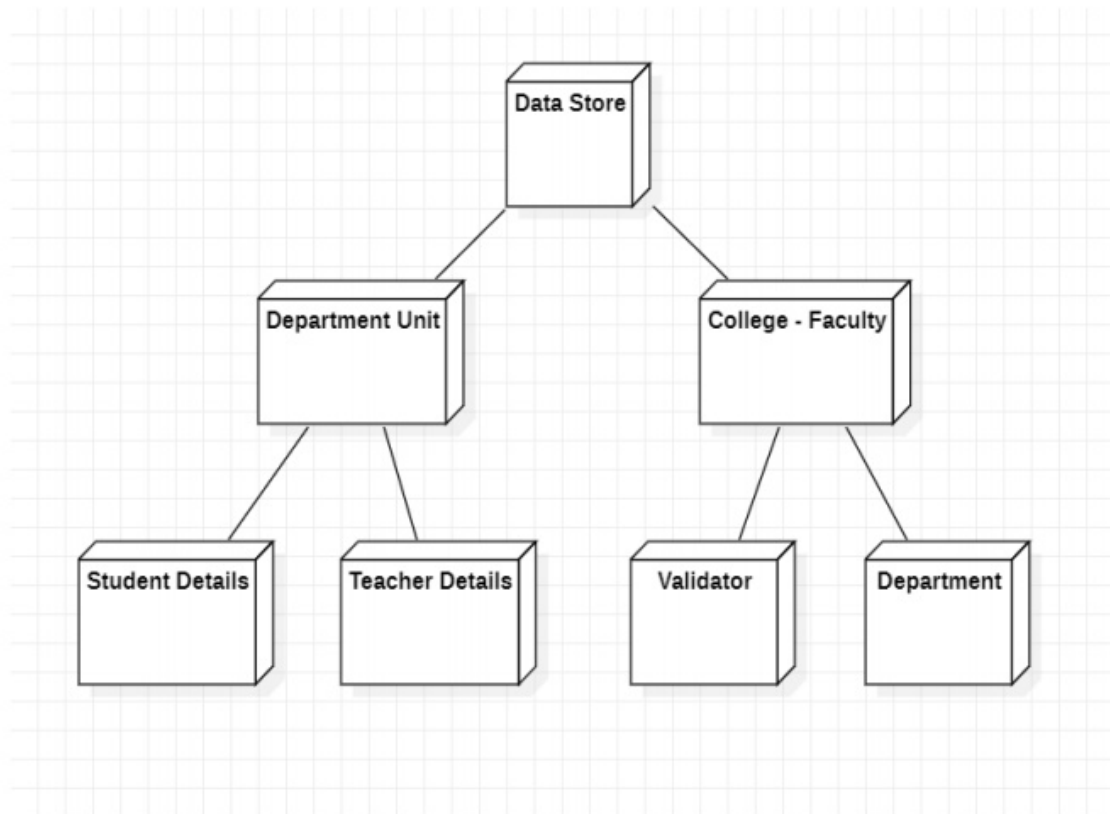 Data Store
Department Unit
College - Faculty
Student Details
Teacher Details
Validator
Department